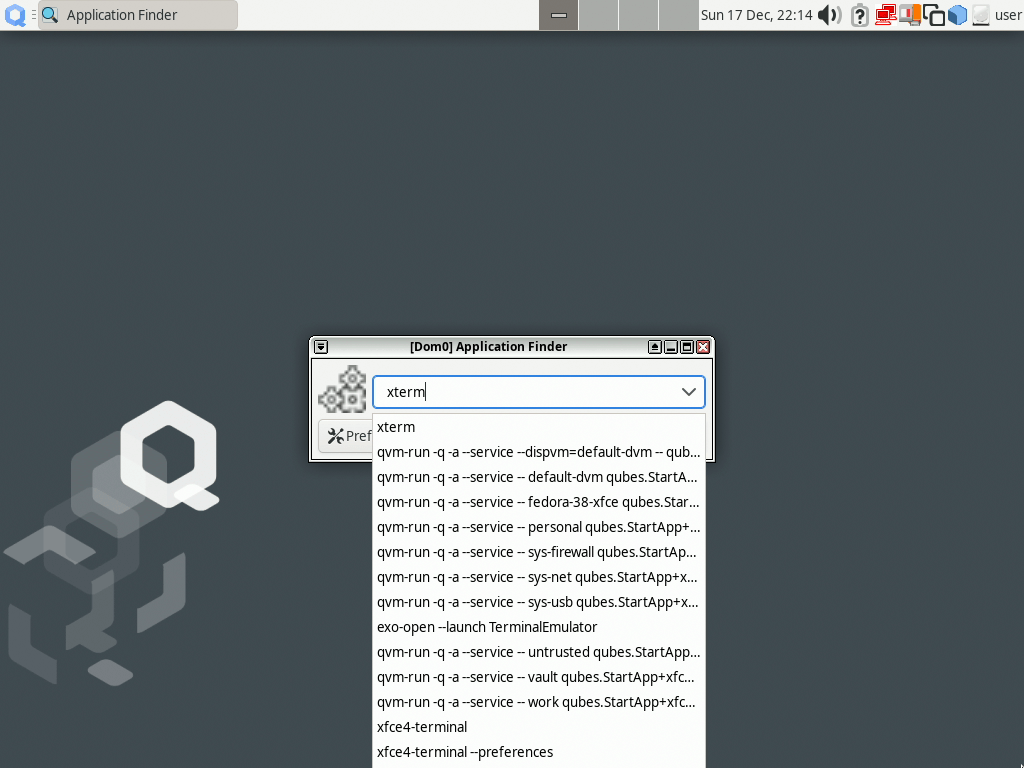 Application Finder
Sun 17 Dec, 22:14
user
[Dom0] Application Finder
xterm
Pref
xterm
qvm-run -q -a --service --dispvm=default-dvm -- qub...
qvm-run -q -a --service -- default-dvm qubes.StartA...
qvm-run -q -a --service -- fedora-38-xfce qubes.Star...
qvm-run -q -a --service -- personal qubes.StartApp+...
qvm-run -q -a --service -- sys-firewall qubes.StartAp...
qvm-run -q -a --service -- sys-net qubes.StartApp+x...
qvm-run -q -a --service -- sys-usb qubes.StartApp+x...
exo-open --launch TerminalEmulator
qvm-run -q -a --service -- untrusted qubes.StartApp...
qvm-run -q -a --service -- vault qubes.StartApp+xfc...
qvm-run -q -a --service -- work qubes.StartApp+xfc...
xfce4-terminal
xfce4-terminal --preferences